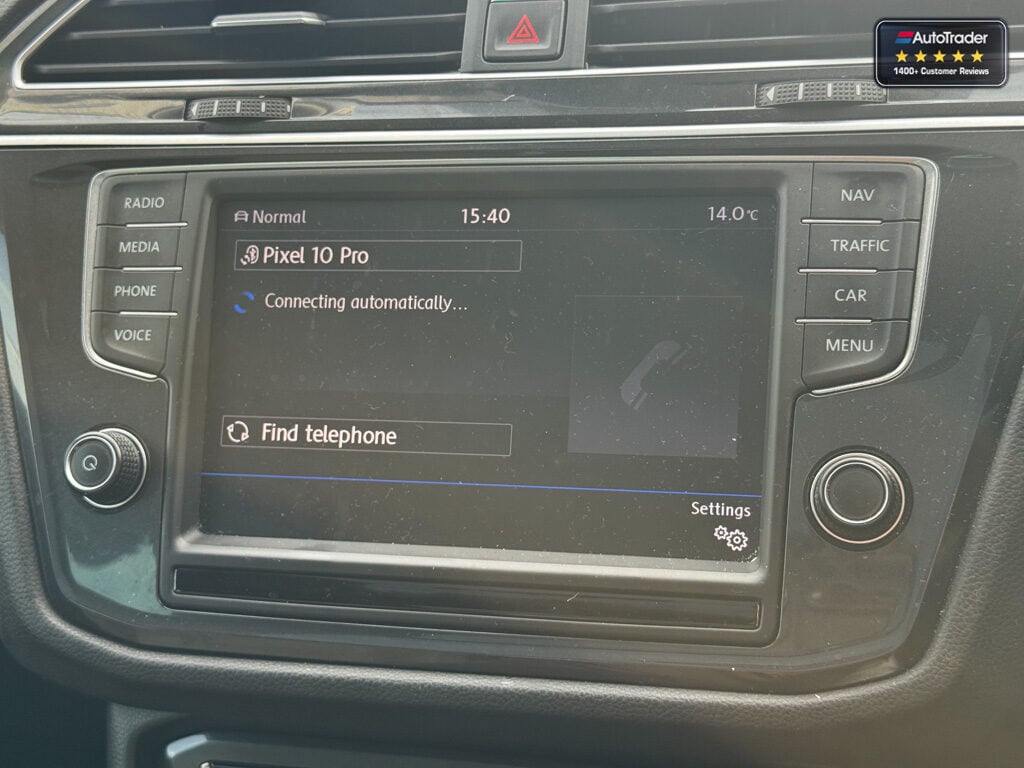 AutoTrader
1400+ Customer Reviews
RADIO
MEDIA
PHONE
VOICE
Normal
15:40
14.0°C
Pixel 10 Pro
Connecting automatically...
Find telephone
Settings
NAV
TRAFFIC
CAR
MENU